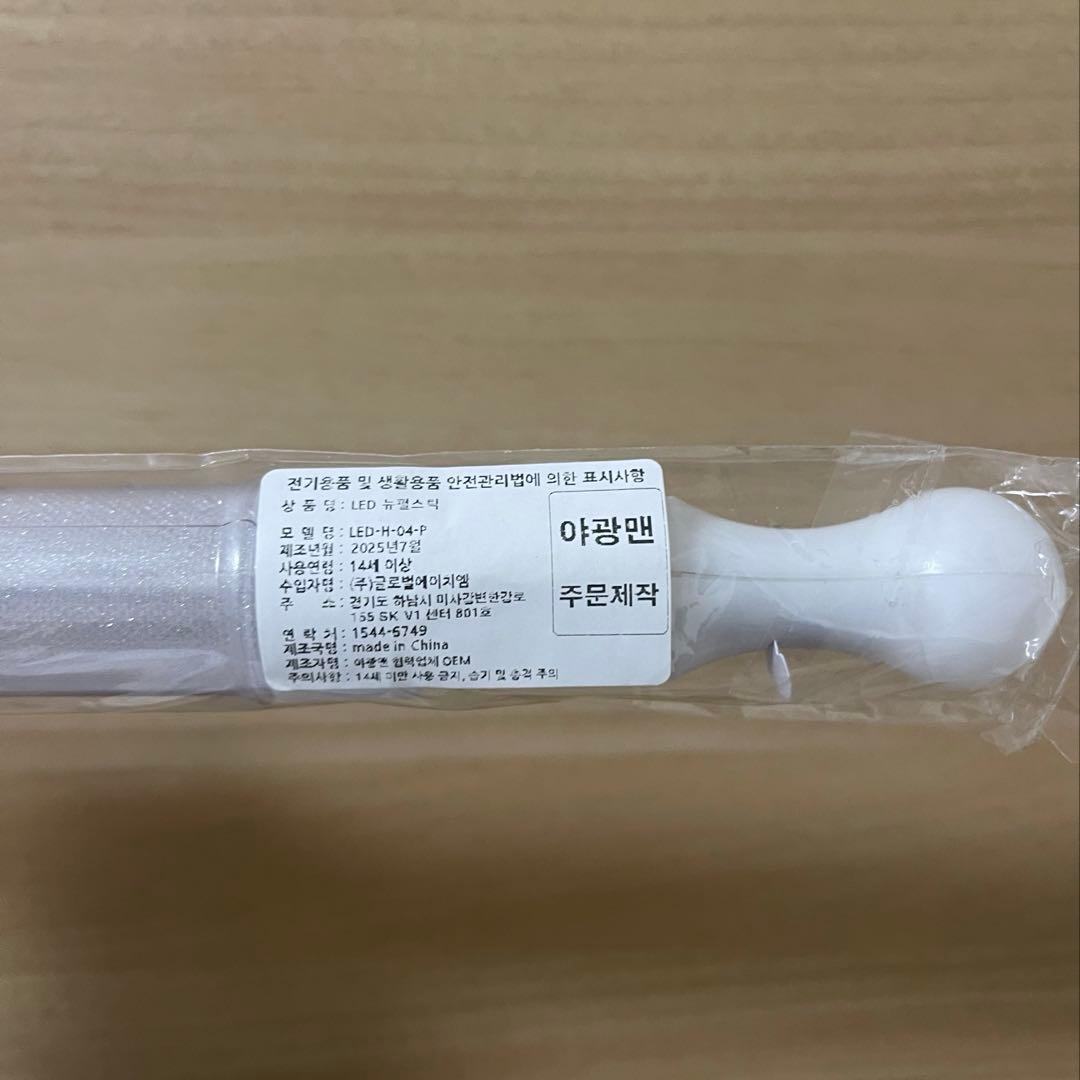 전기용품 및 생활용품 안전관리법에 의한 표시사항
상 품 명 : LED 뉴펄스틱
모 델 명 : LED-H-04-P
제조년월 : 2025년7월
사용연령 : 14세 이상
수입자명 : (주)글로벌에이치엠
주 소 : 경기도 하남시 미사강변한강로
155 SK V1 센터 801호
연 락 처 : 1544-6749
제조국명 : made in China
제조자명 : 야광맨 협력업체 OEM
주의사항 : 14세 미만 사용 금지, 습기 및 충격 주의
야광맨
주문제작